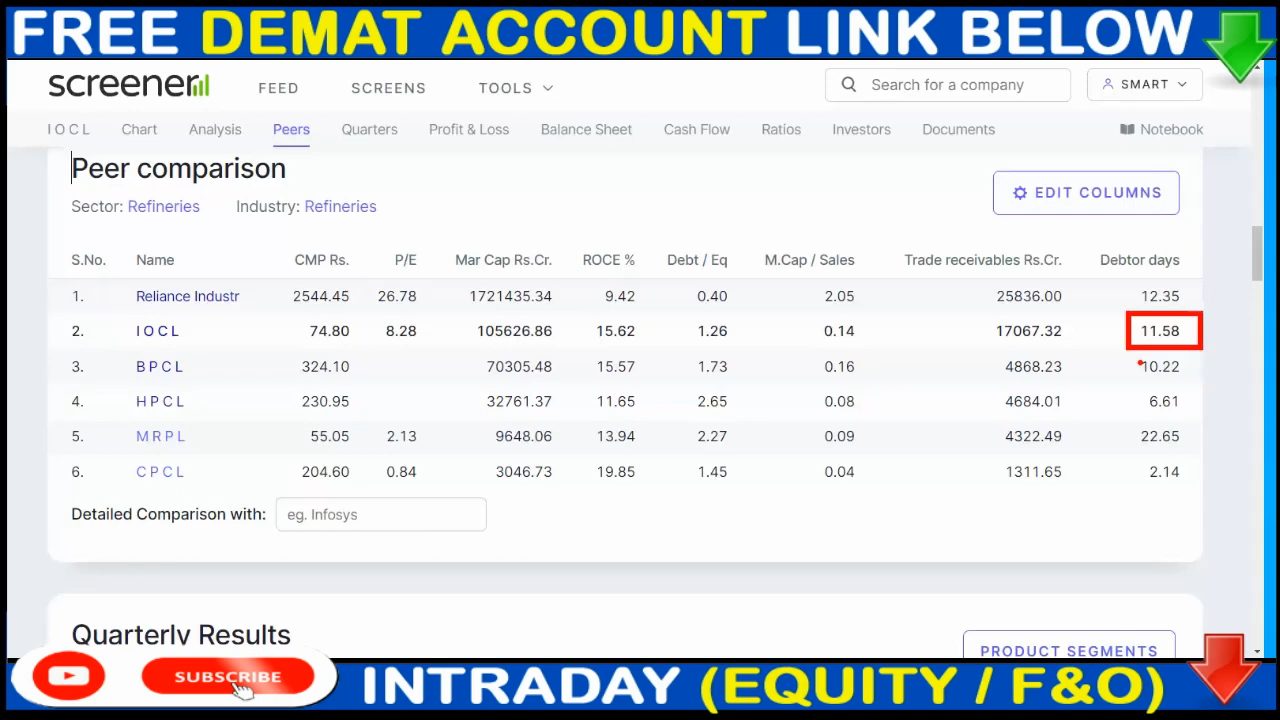 FREE DEMAT ACCOUNT LINK BELOW
screener FEED SCREENS TOOLS Search for a company SMART
I O C L Chart Analysis Peers Quarters Profit & Loss Balance Sheet Cash Flow Ratios Investors Documents Notebook
Peer comparison
Sector: Refineries Industry: Refineries EDIT COLUMNS
S.No. Name CMP Rs. P/E Mar Cap Rs.Cr. ROCE % Debt / Eq M.Cap / Sales Trade receivables Rs.Cr. Debtor days
1. Reliance Industr 2544.45 26.78 1721435.34 9.42 0.40 2.05 25836.00 12.35
2. I O C L 74.80 8.28 105626.86 15.62 1.26 0.14 17067.32 11.58
3. B P C L 324.10 70305.48 15.57 1.73 0.16 4868.23 10.22
4. H P C L 230.95 32761.37 11.65 2.65 0.08 4684.01 6.61
5. M R P L 55.05 2.13 9648.06 13.94 2.27 0.09 4322.49 22.65
6. C P C L 204.60 0.84 3046.73 19.85 1.45 0.04 1311.65 2.14
Detailed Comparison with: eg. Infosys
Quarterly Results PRODUCT SEGMENTS
SUBSCRIBE INTRADAY (EQUITY / F&O)